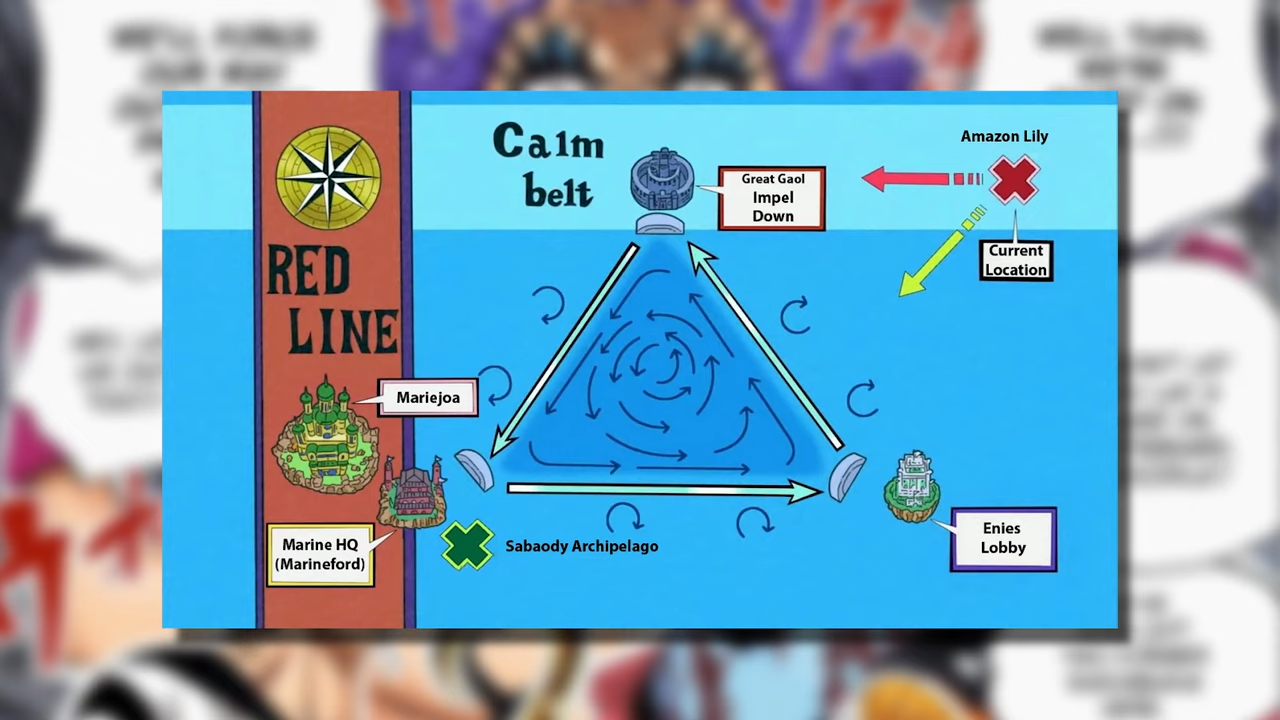 Calm
belt
Amazon Lily
Great Gaol
Impel
Down
Current
Location
RED
LINE
Mariejoa
Marine HQ
(Marineford)
Sabaody Archipelago
Enies
Lobby